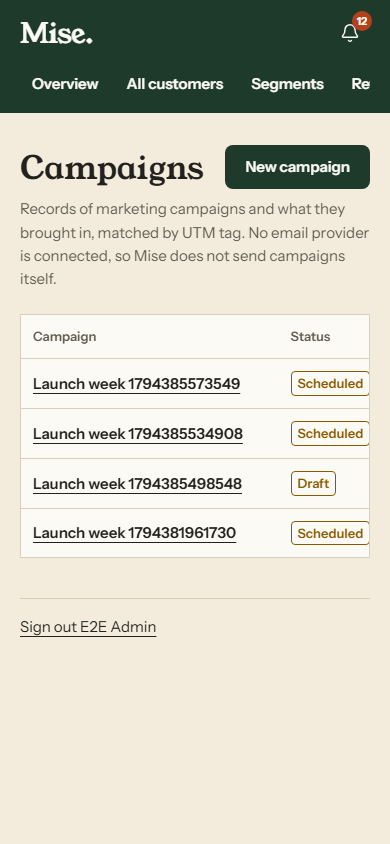 Mise.
12
Overview All customers Segments
Campaigns New campaign
Records of marketing campaigns and what they
brought in, matched by UTM tag. No email provider
is connected, so Mise does not send campaigns
itself.
Campaign Status
Launch week 1794385573549 Scheduled
Launch week 1794385534908 Scheduled
Launch week 1794385498548 Draft
Launch week 1794381961730 Scheduled
Sign out E2E Admin